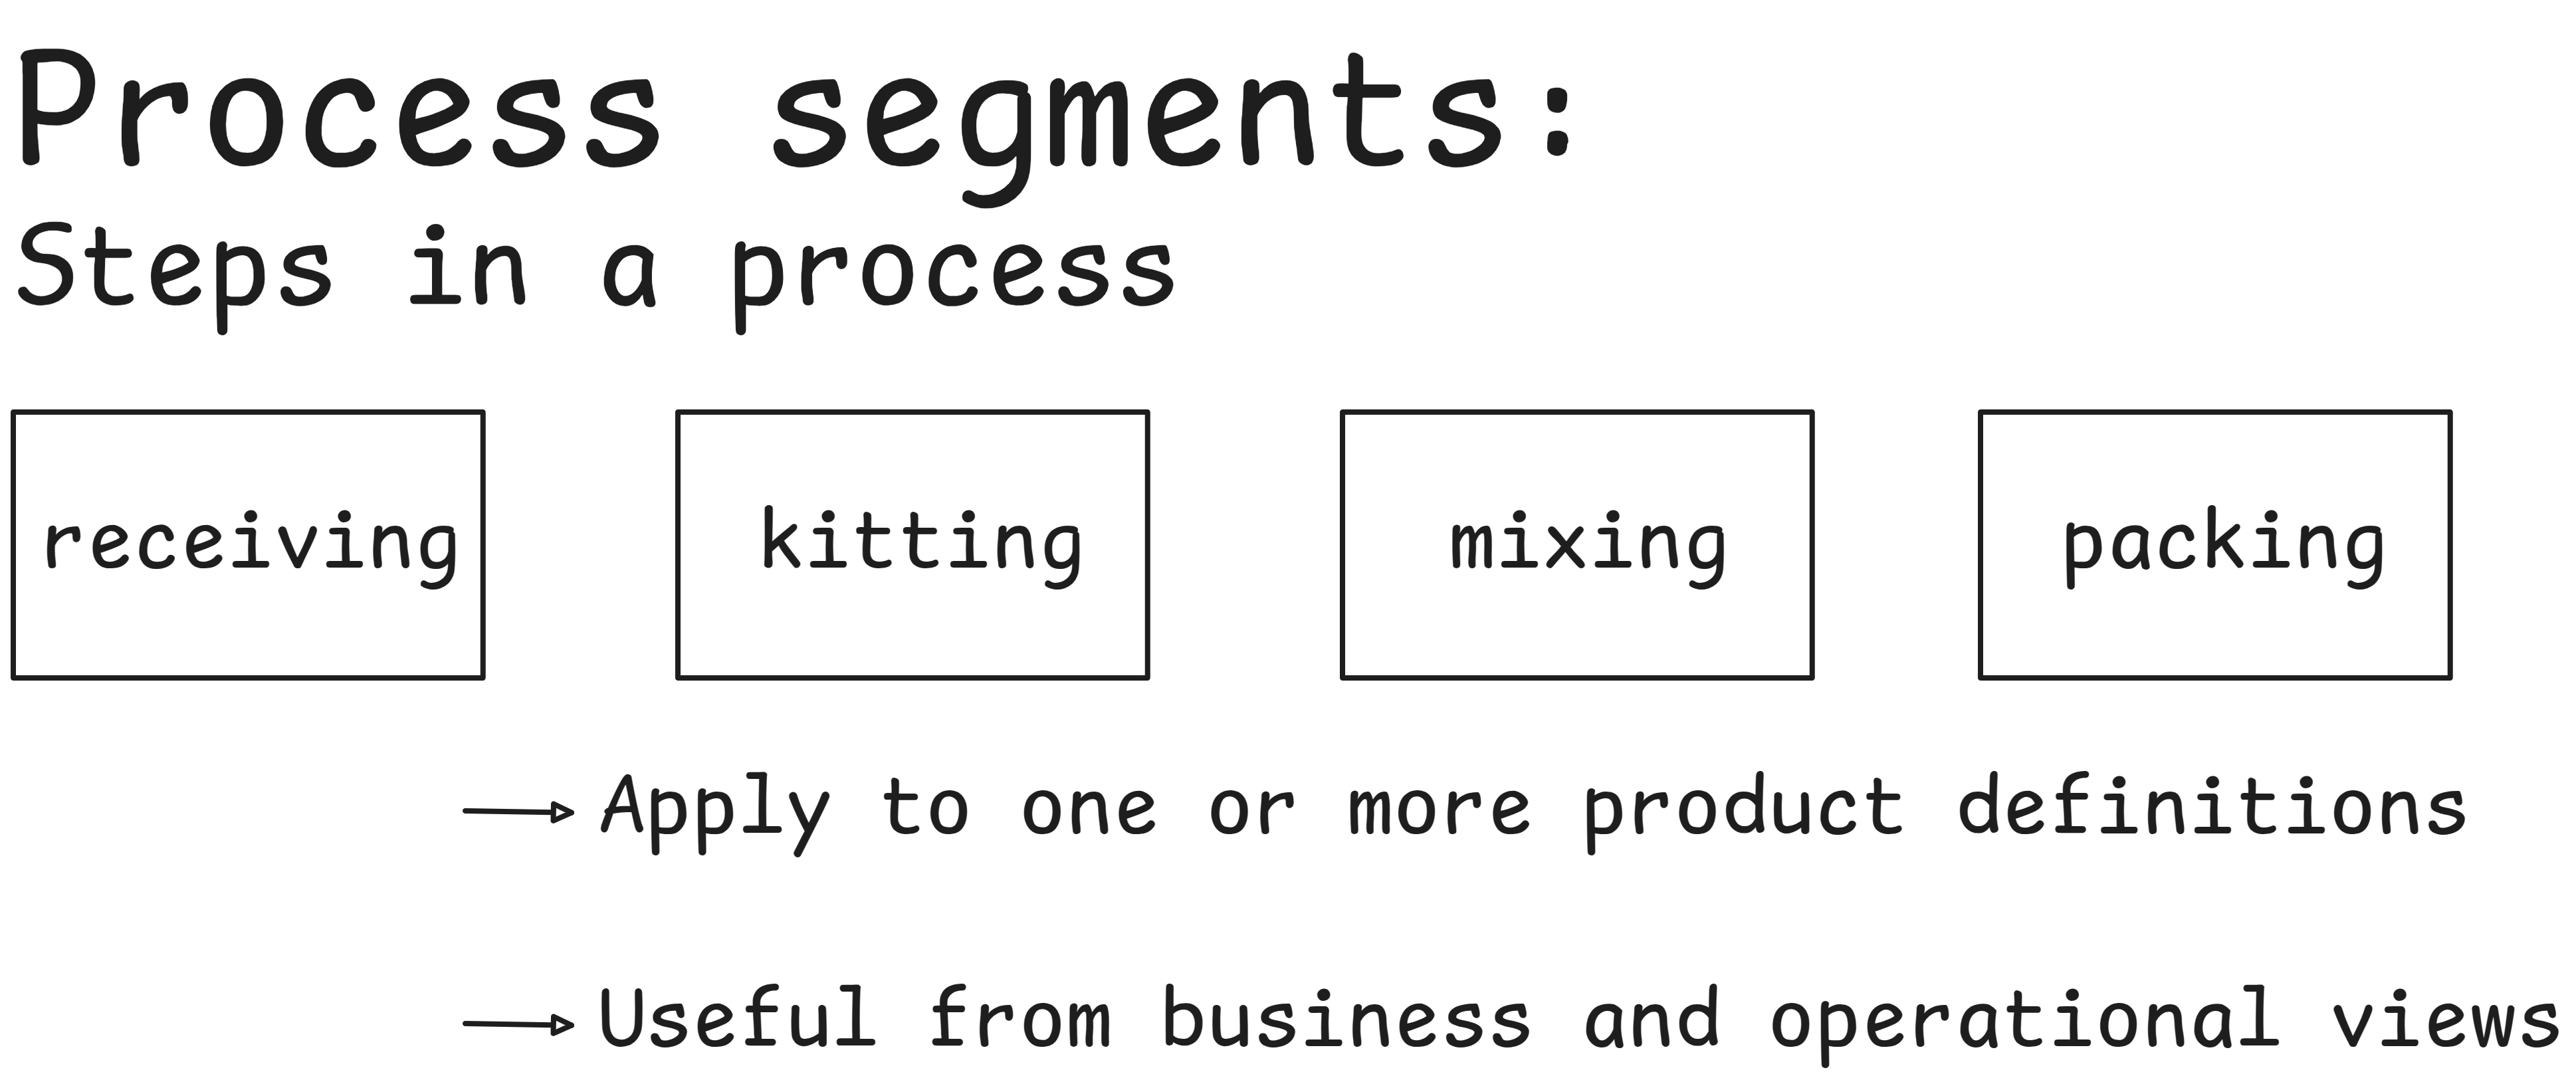 Process segments:
Steps in a process
receiving
kitting
mixing
packing
Apply to one or more product definitions
Useful from business and operational views